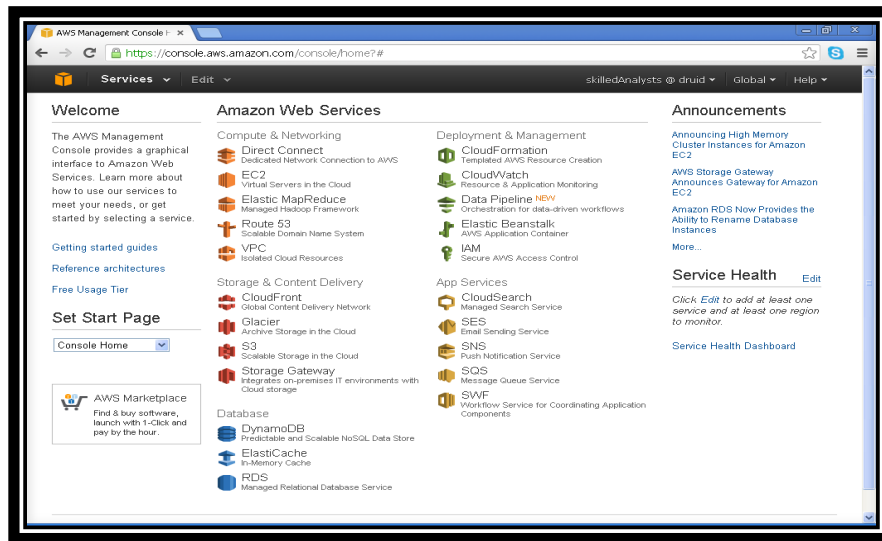 AWS Management Console H
https://console.aws.amazon.com/console/home?#
Services Edit skilledAnalysts @ druid Global Help
Welcome
The AWS Management
Console provides a graphical
interface to Amazon Web
Services. Learn more about
how to use our services to
meet your needs, or get
started by selecting a service.
Getting started guides
Reference architectures
Free Usage Tier
Set Start Page
Console Home
AWS Marketplace
Find & buy software,
launch with 1-Click and
pay by the hour.
Amazon Web Services
Compute & Networking
Direct Connect
Dedicated Network Connection to AWS
EC2
Virtual Servers in the Cloud
Elastic MapReduce
Managed Hadoop Framework
Route 53
Scalable Domain Name System
VPC
Isolated Cloud Resources
Storage & Content Delivery
CloudFront
Global Content Delivery Network
Glacier
Archive Storage in the Cloud
S3
Scalable Storage in the Cloud
Storage Gateway
Integrates on-premises IT environments with
Cloud storage
Database
DynamoDB
Predictable and Scalable NoSQL Data Store
ElastiCache
In-Memory Cache
RDS
Managed Relational Database Service
Deployment & Management
CloudFormation
Templated AWS Resource Creation
CloudWatch
Resource & Application Monitoring
Data Pipeline NEW
Orchestration for data-driven workflows
Elastic Beanstalk
AWS Application Container
IAM
Secure AWS Access Control
App Services
CloudSearch
Managed Search Service
SES
Email Sending Service
SNS
Push Notification Service
SQS
Message Queue Service
SWF
Workflow Service for Coordinating Application
Components
Announcements
Announcing High Memory
Cluster Instances for Amazon
EC2
AWS Storage Gateway
Announces Gateway for Amazon
EC2
Amazon RDS Now Provides the
Ability to Rename Database
Instances
More...
Service Health Edit
Click Edit to add at least one
service and at least one region
to monitor.
Service Health Dashboard